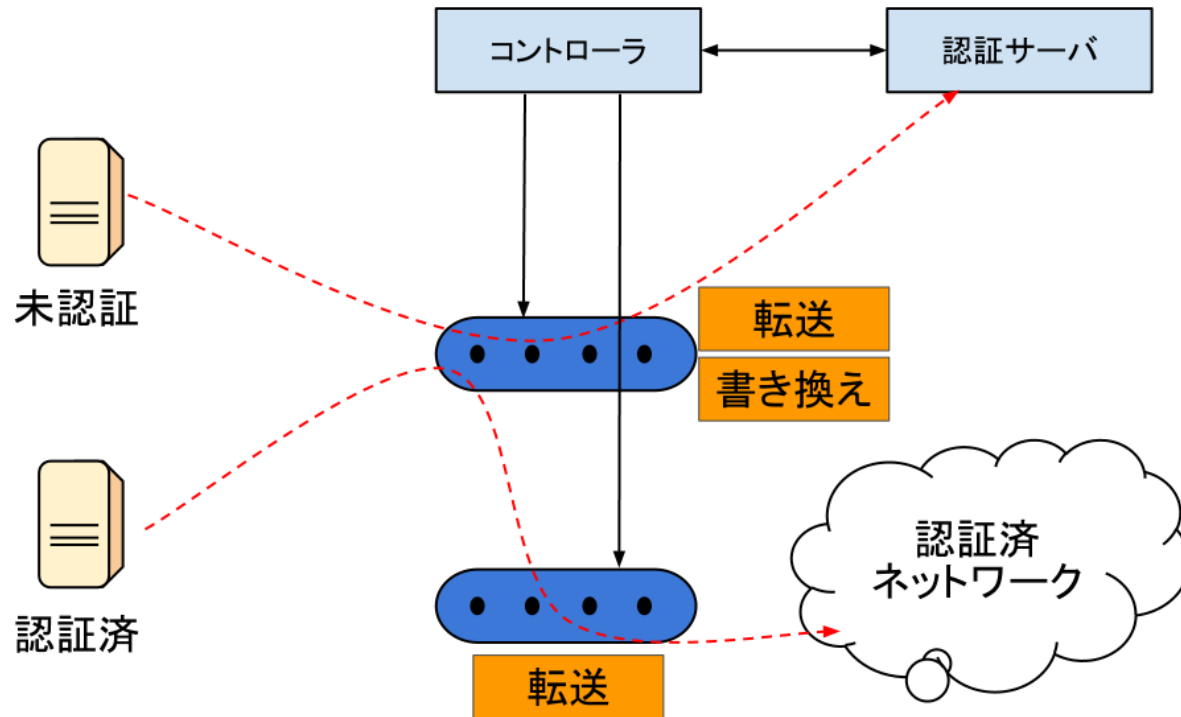 コントローラ
認証サーバ
未認証
転送
書き換え
認証済
ネットワーク
認証済
転送